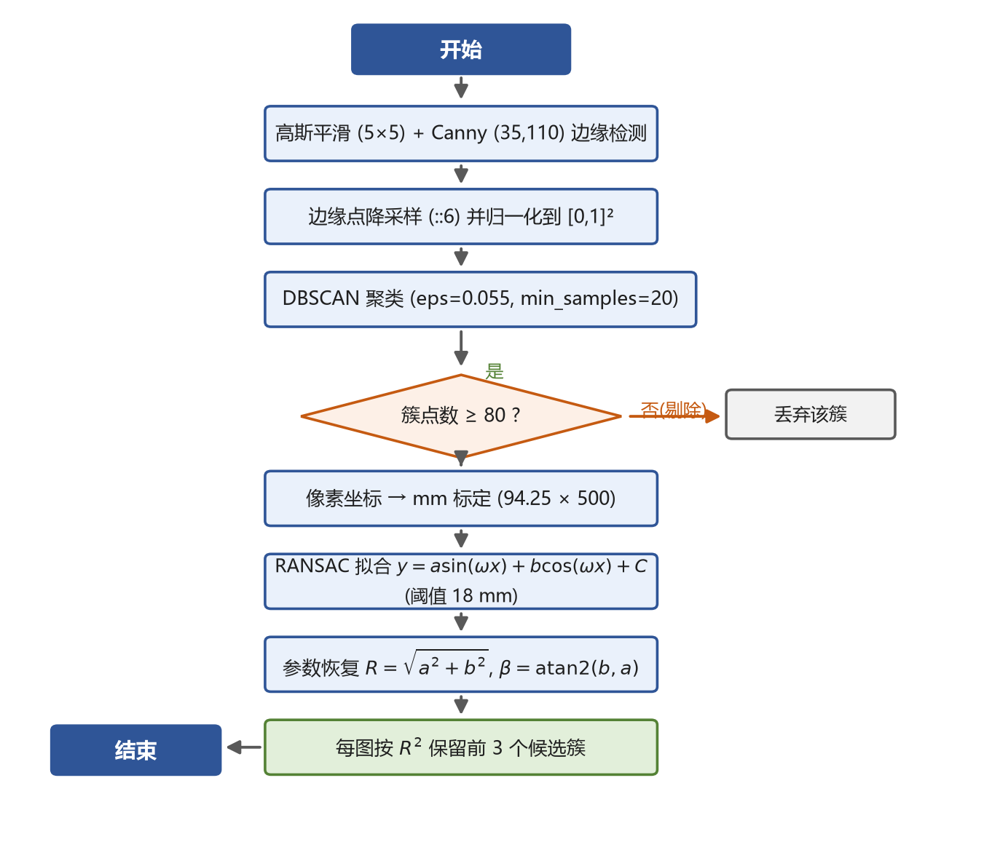 开始
高斯平滑 (5×5) + Canny (35,110) 边缘检测
边缘点降采样 (::6) 并归一化到 [0,1]²
DBSCAN 聚类 (eps=0.055, min_samples=20)
是
簇点数 ≥ 80 ?
否(剔除)
丢弃该簇
像素坐标 → mm 标定 (94.25 × 500)
RANSAC 拟合 y = asin(ωx) + bcos(ωx) + C
(阈值 18 mm)
参数恢复 R = √(a² + b²), β = atan2(b, a)
每图按 R² 保留前 3 个候选簇
结束